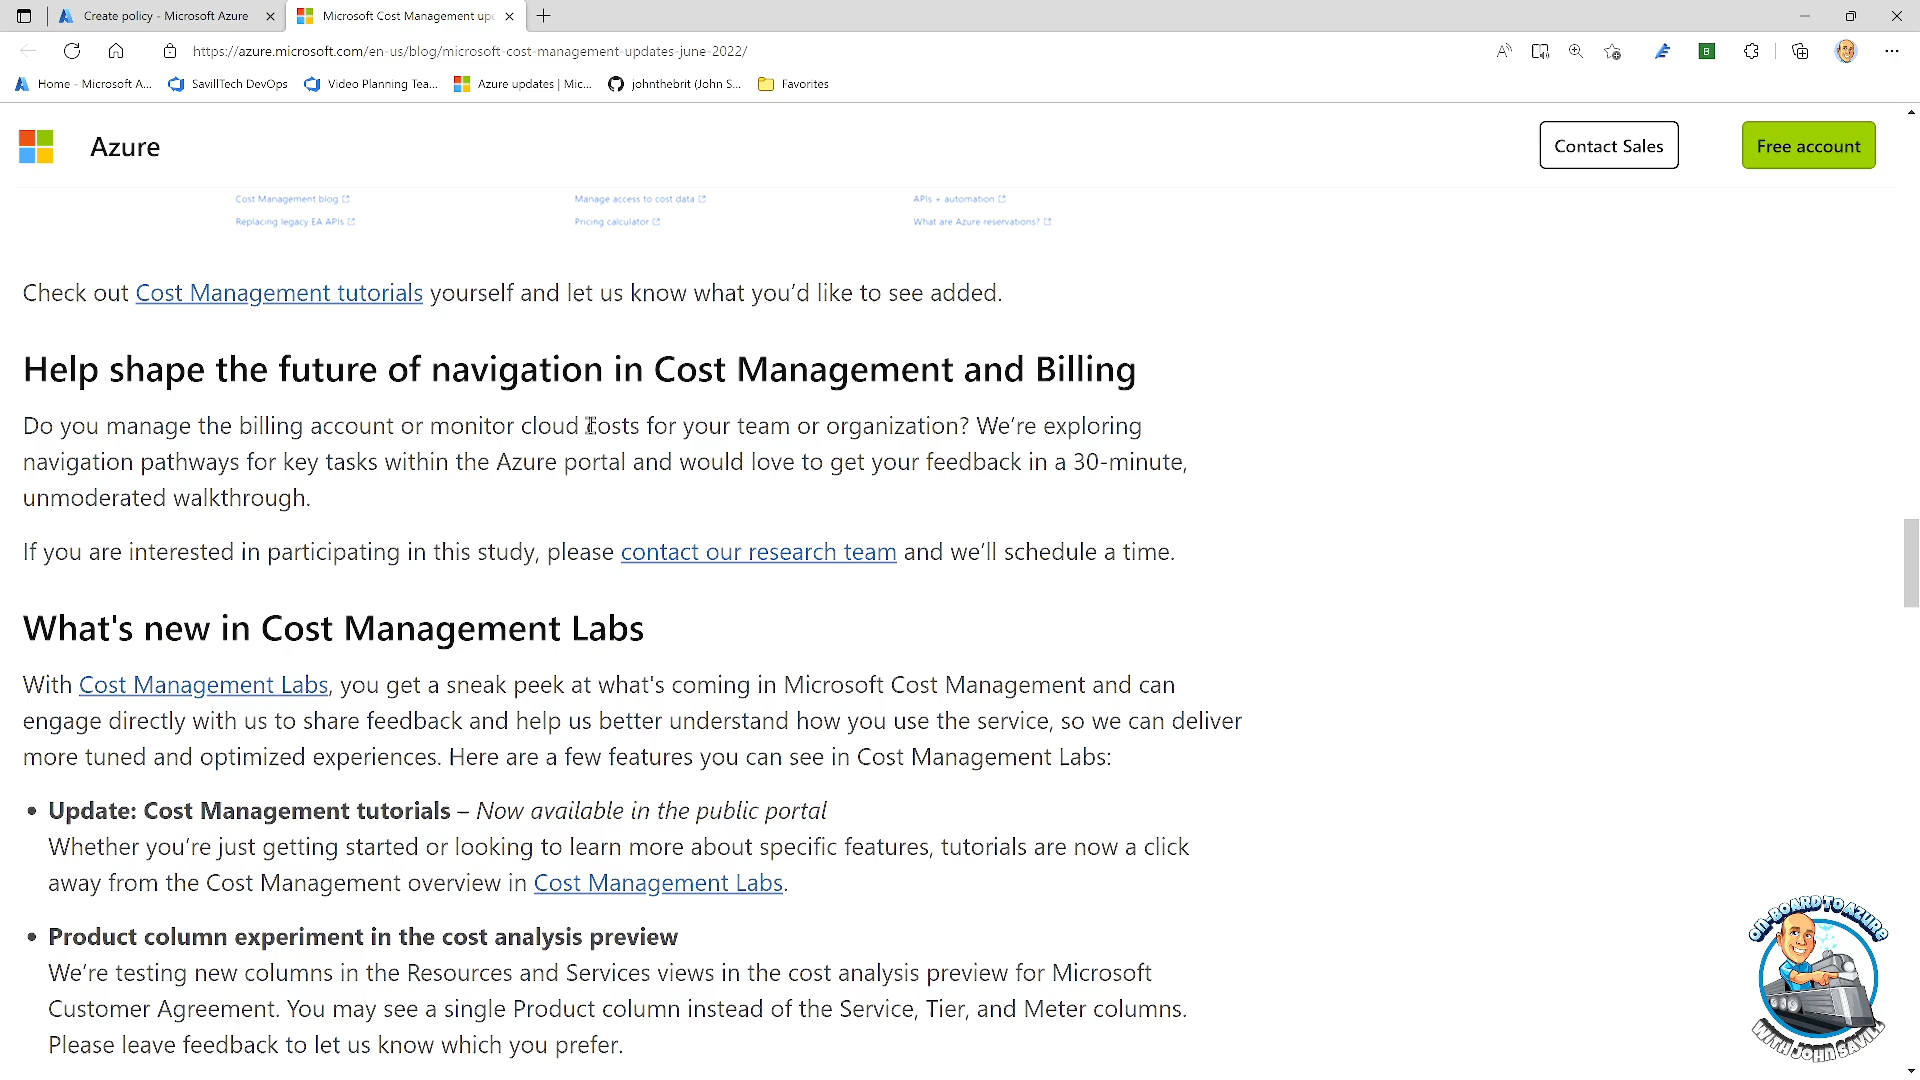 Create policy - Microsoft Azure
Microsoft Cost Management upd
https://azure.microsoft.com/en-us/blog/microsoft-cost-management-updates-june-2022/
B
Home - Microsoft A...
SavillTech DevOps
Video Planning Tea...
Azure updates | Mic...
johnthebrit (John S...
Favorites
Azure
Contact Sales
Free account
Cost Management blog
Manage access to cost data
APIs + automation
Replacing legacy EA APIs
Pricing calculator
What are Azure reservations?
Check out Cost Management tutorials yourself and let us know what you’d like to see added.
Help shape the future of navigation in Cost Management and Billing
Do you manage the billing account or monitor cloud costs for your team or organization? We’re exploring
navigation pathways for key tasks within the Azure portal and would love to get your feedback in a 30-minute,
unmoderated walkthrough.
If you are interested in participating in this study, please contact our research team and we’ll schedule a time.
What's new in Cost Management Labs
With Cost Management Labs, you get a sneak peek at what's coming in Microsoft Cost Management and can
engage directly with us to share feedback and help us better understand how you use the service, so we can deliver
more tuned and optimized experiences. Here are a few features you can see in Cost Management Labs:
• Update: Cost Management tutorials – Now available in the public portal
Whether you’re just getting started or looking to learn more about specific features, tutorials are now a click
away from the Cost Management overview in Cost Management Labs.
• Product column experiment in the cost analysis preview
We’re testing new columns in the Resources and Services views in the cost analysis preview for Microsoft
Customer Agreement. You may see a single Product column instead of the Service, Tier, and Meter columns.
Please leave feedback to let us know which you prefer.
ON-BOARD TO AZURE
WITH JOHN SAVILL